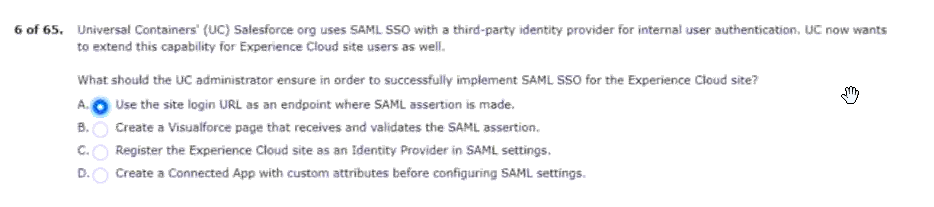 6 of 65. Universal Containers' (UC) Salesforce org uses SAML SSO with a third-party identity provider for internal user authentication. UC now wants
to extend this capability for Experience Cloud site users as well.
What should the UC administrator ensure in order to successfully implement SAML SSO for the Experience Cloud site?
A. Use the site login URL as an endpoint where SAML assertion is made.
B. Create a Visualforce page that receives and validates the SAML assertion.
C. Register the Experience Cloud site as an Identity Provider in SAML settings.
D. Create a Connected App with custom attributes before configuring SAML settings.